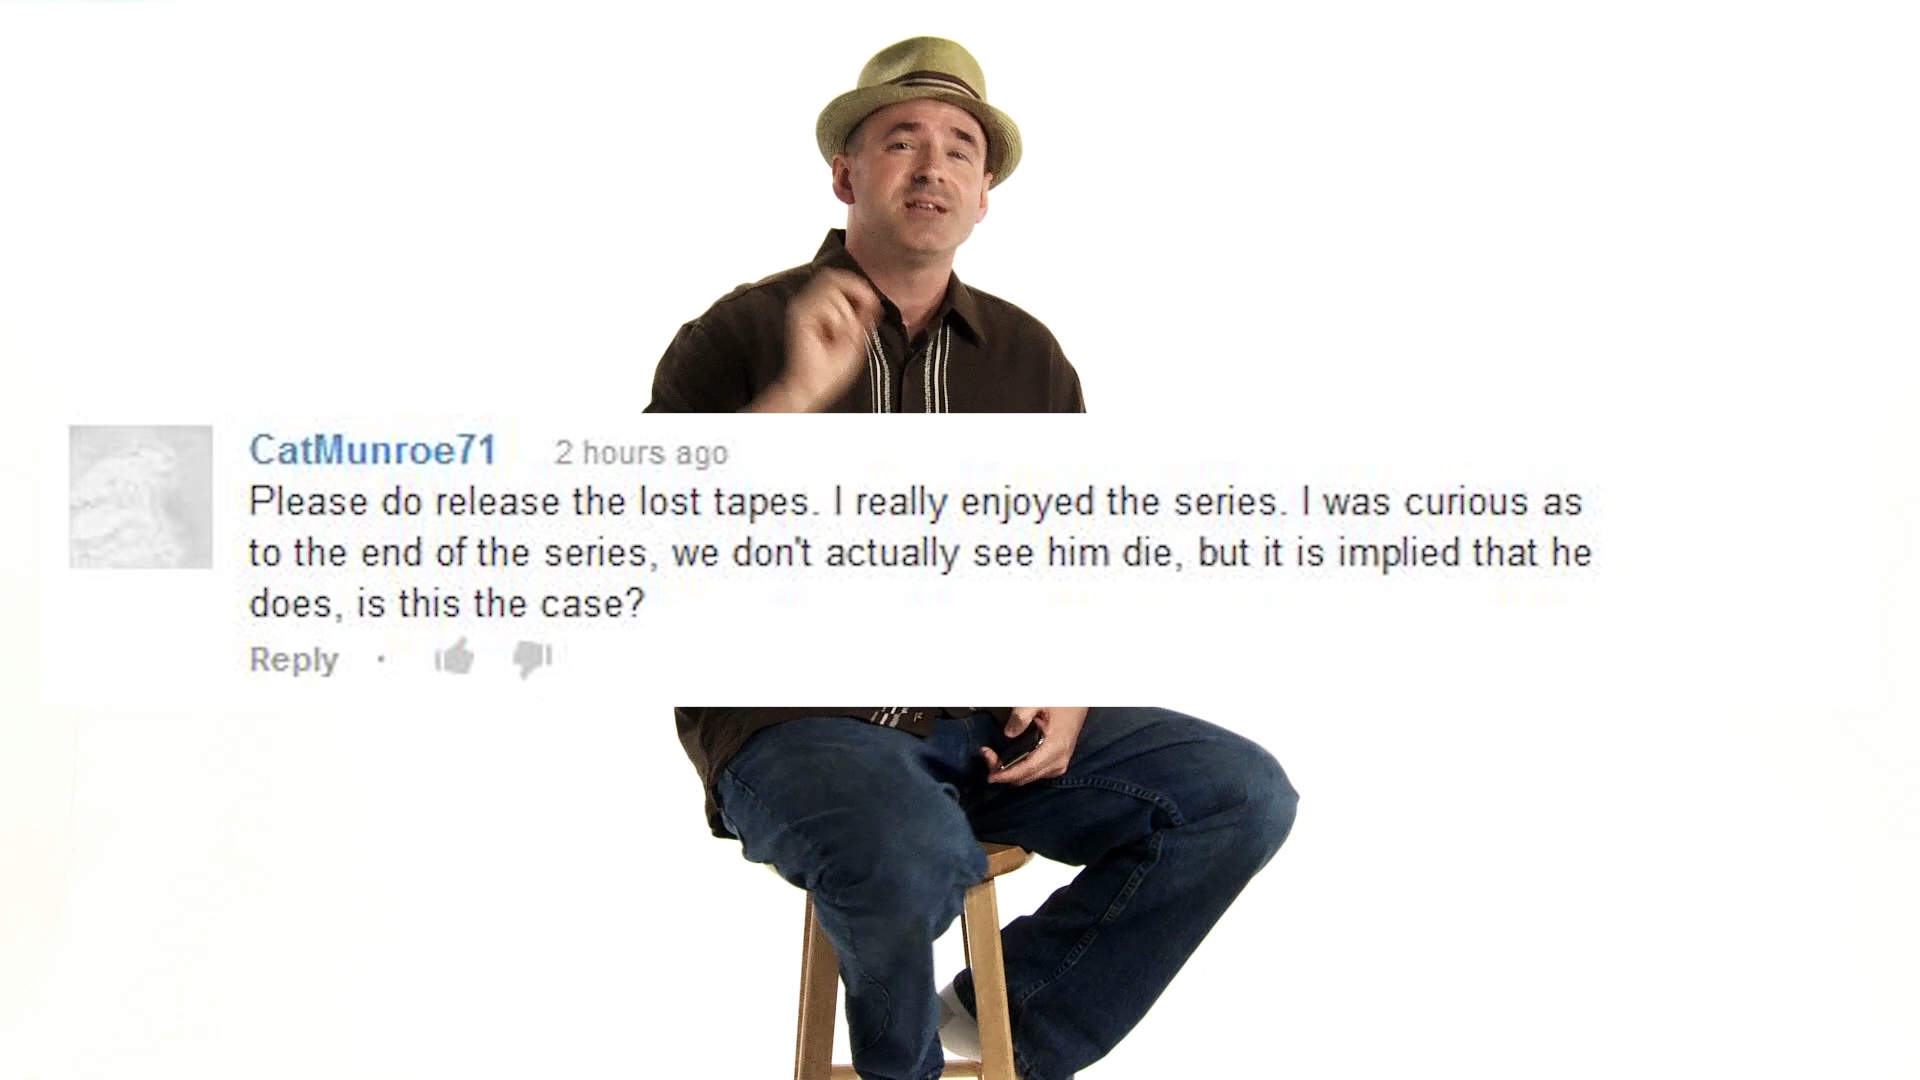 CatMunroe71 2 hours ago
Please do release the lost tapes. I really enjoyed the series. I was curious as
to the end of the series, we don't actually see him die, but it is implied that he
does, is this the case?
Reply ·